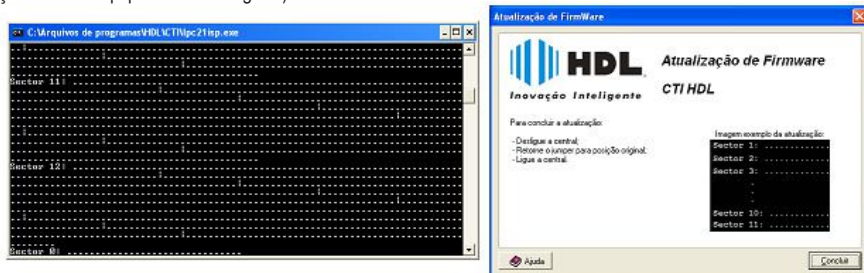 C:\Arquivos de programas\HDL\CTI\lpc21isp.exe
Sector 11: ................................
Sector 12: ................................
Sector 0: ................................
Atualização de FirmWare
HDL
Inovação Inteligente
Atualização de Firmware
CTI HDL
Para concluir a atualização:
- Desligue a central;
- Retorne o jumper para posição original;
- Ligue a central.
Imagem exemplo da atualização:
Sector 1: ............
Sector 2: ............
Sector 3: ............
.
.
.
Sector 10: ...........
Sector 11: ...........
Ajuda
Concluir